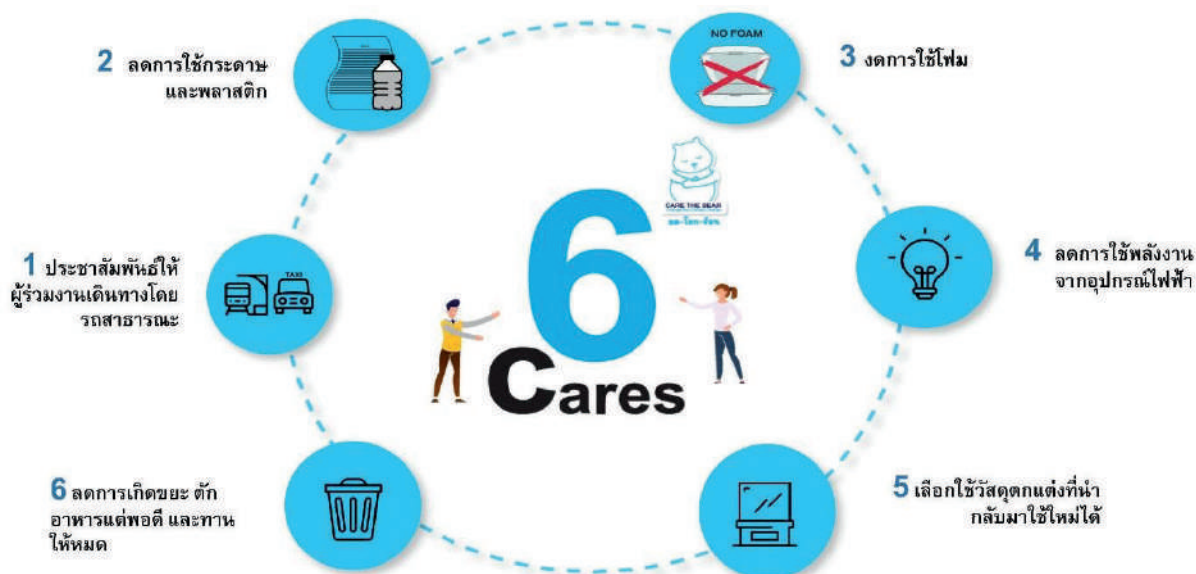 2 ลดการใช้กระดาษ
และพลาสติก
NO FOAM
3 งดการใช้โฟม
1 ประชาสัมพันธ์ให้
ผู้ร่วมงานเดินทางโดย
รถสาธารณะ
TAXI
CARE THE BEAR
ลด-โลก-ร้อน
6
Cares
4 ลดการใช้พลังงาน
จากอุปกรณ์ไฟฟ้า
6 ลดการเกิดขยะ ตัก
อาหารแต่พอดี และทาน
ให้หมด
5 เลือกใช้วัสดุตกแต่งที่นำ
กลับมาใช้ใหม่ได้